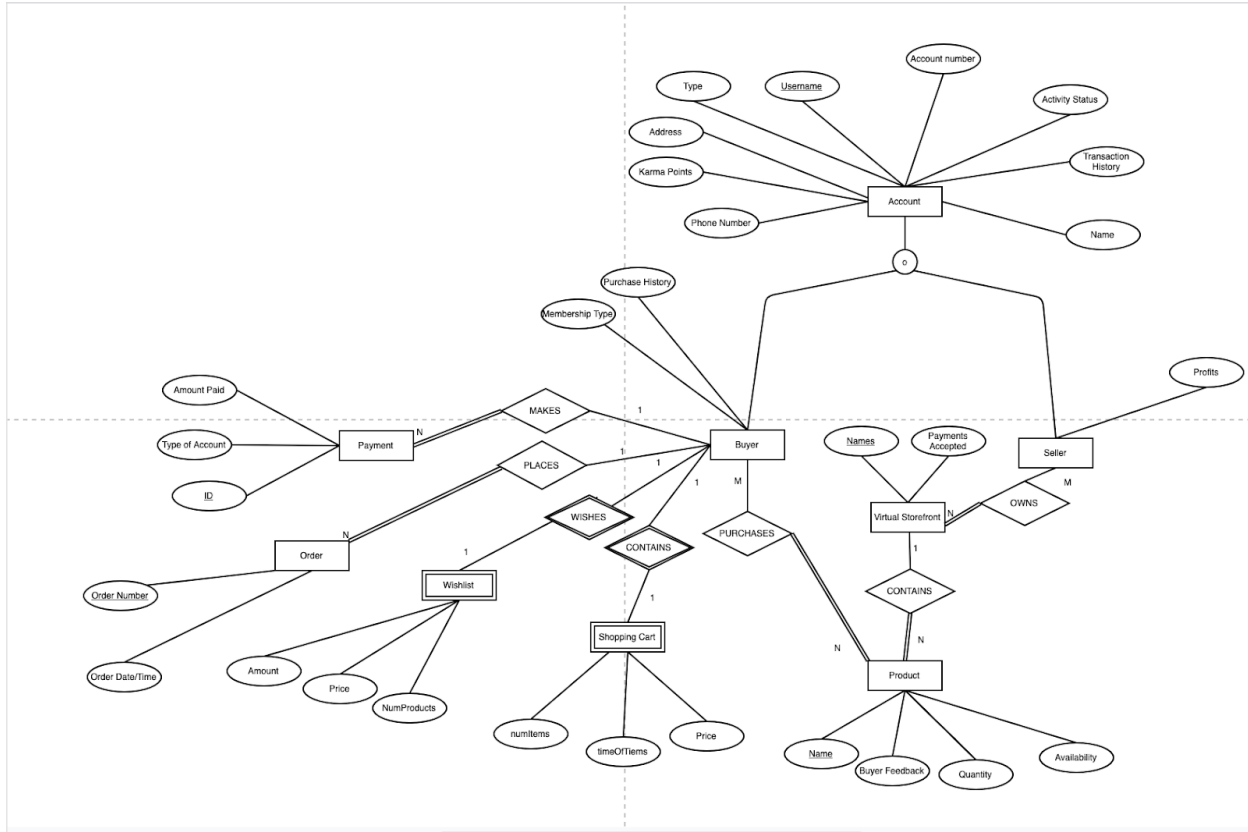 Account number
Type
Username
Activity Status
Address
Transaction
History
Karma Points
Account
Phone Number
Name
o
Purchase History
Membership Type
Profits
Amount Paid
MAKES
1
N
Payment
Type of Account
Buyer
Names
Payments
Accepted
Seller
PLACES
1
1
1
M
M
ID
OWNS
N
Virtual Storefront
WISHES
PURCHASES
N
CONTAINS
1
1
Order
Wishlist
CONTAINS
Order Number
1
Shopping Cart
N
N
Amount
Product
Order Date/Time
Price
NumProducts
numItems
timeOfTiems
Price
Name
Buyer Feedback
Quantity
Availability